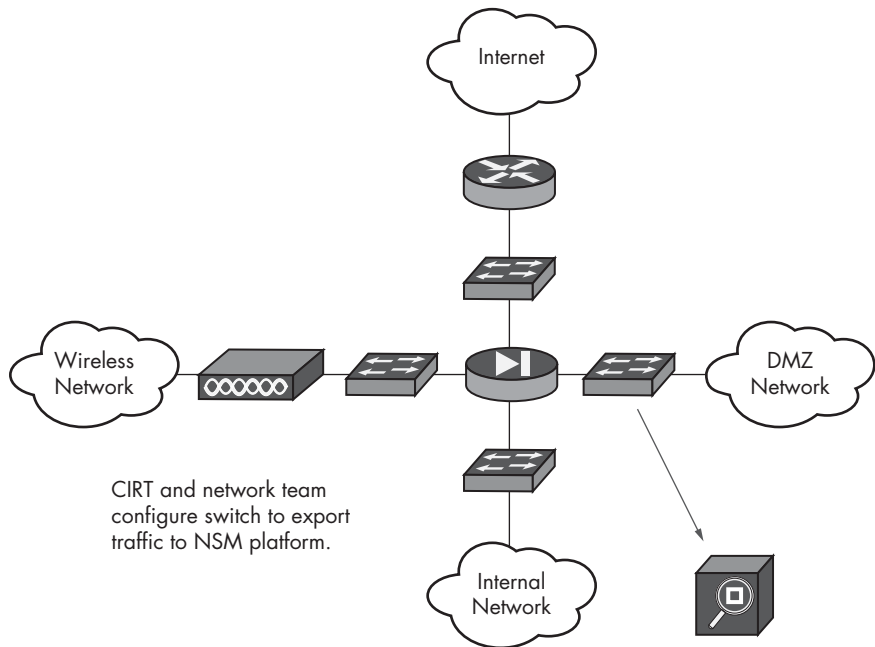 Internet
Wireless
Network
DMZ
Network
CIRT and network team
configure switch to export
traffic to NSM platform.
Internal
Network